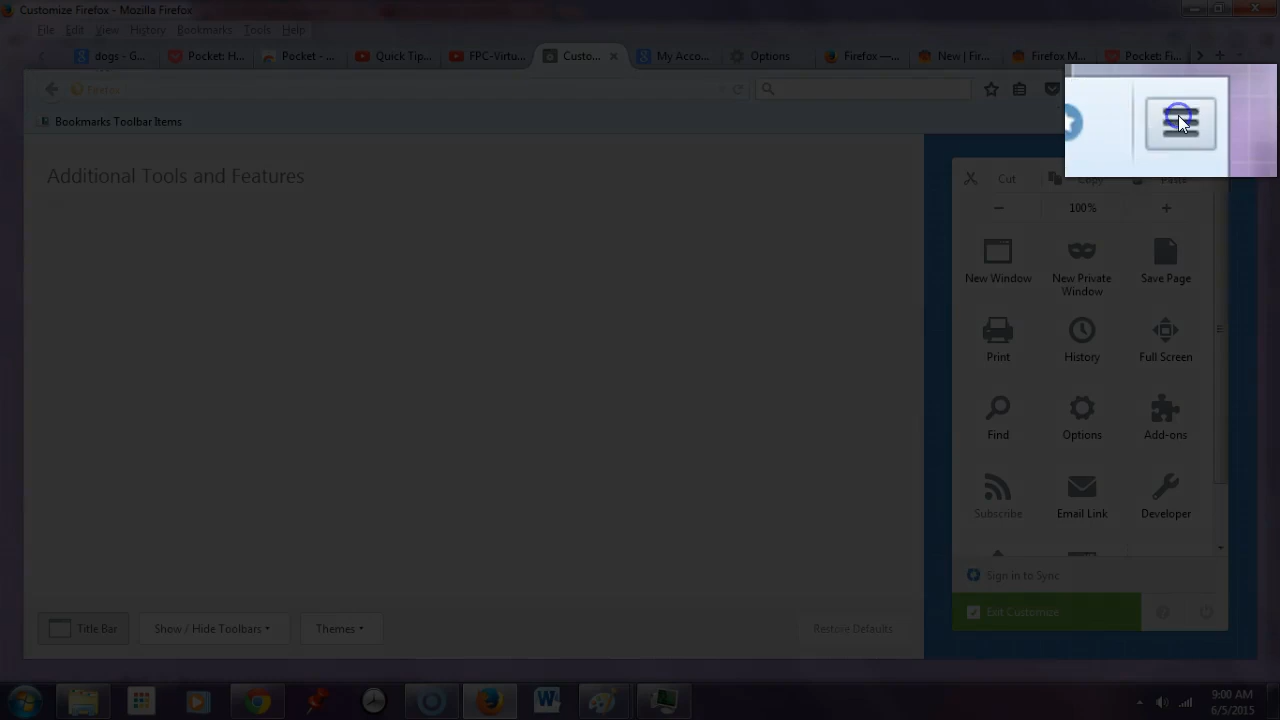 Customize Firefox - Mozilla Firefox
File Edit View History Bookmarks Tools Help
dogs - G... Pocket: H... Pocket - ... Quick Tip... FPC-Virtu... Custo... My Acco... Options Firefox —... New | Fir... Firefox M... Pocket: Fi...
Firefox
Bookmarks Toolbar Items
Additional Tools and Features
Cut Copy Paste
100%
New Window New Private Window Save Page
Print History Full Screen
Find Options Add-ons
Subscribe Email Link Developer
Sign in to Sync
Exit Customize
Title Bar Show / Hide Toolbars Themes Restore Defaults
9:00 AM
6/5/2015